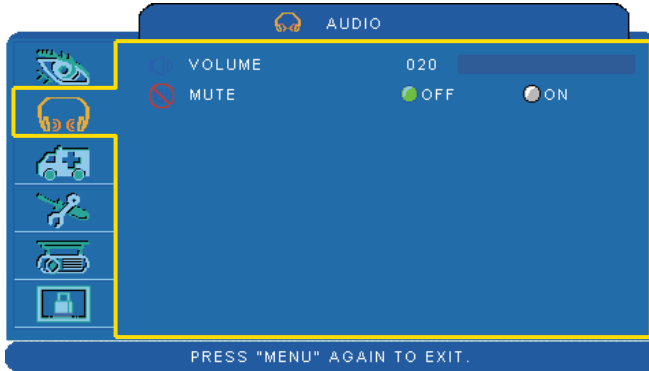 AUDIO
VOLUME 020
MUTE OFF ON
PRESS "MENU" AGAIN TO EXIT.